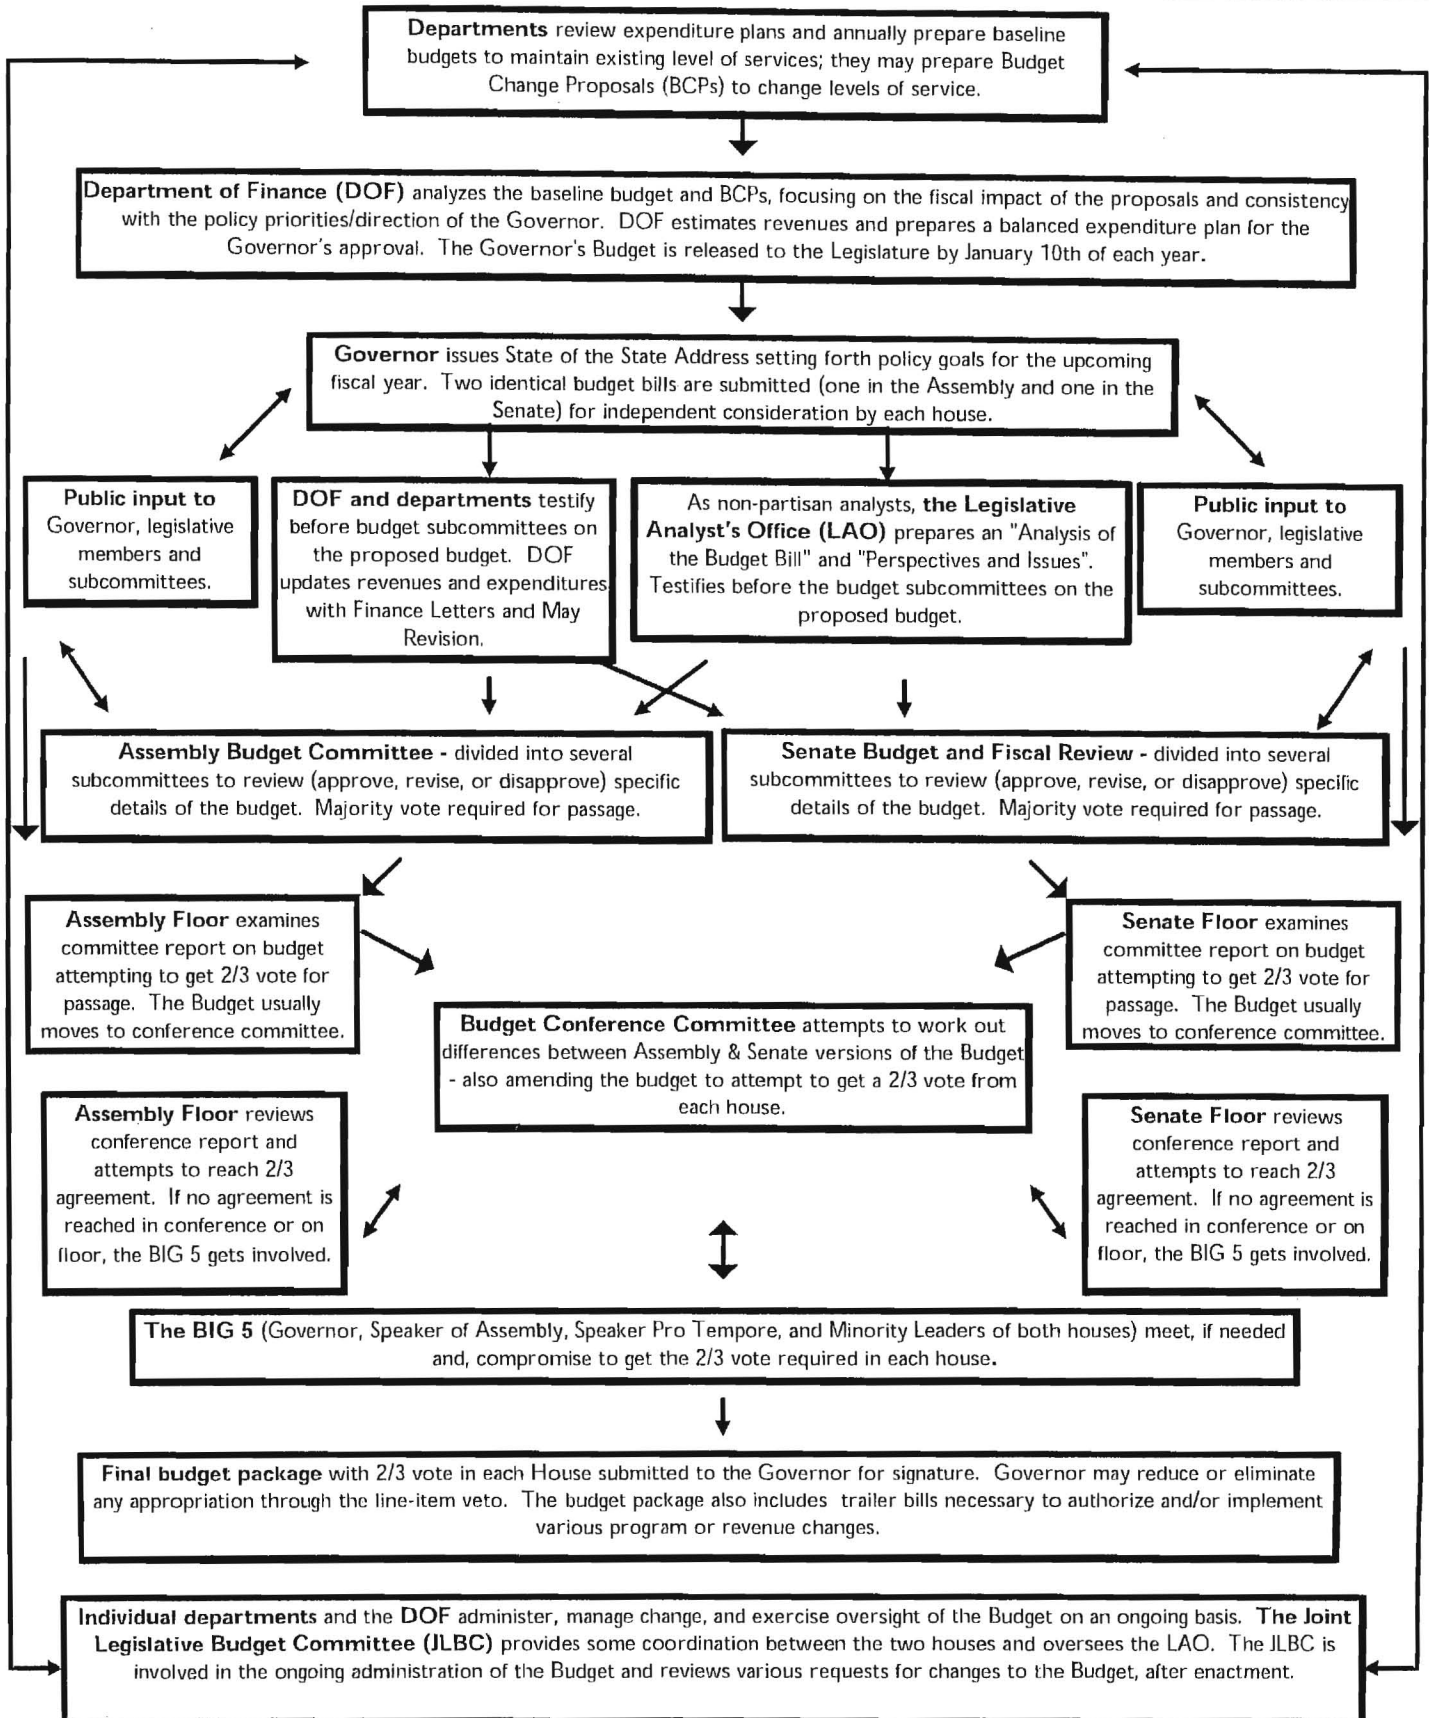 Departments review expenditure plans and annually prepare baseline
budgets to maintain existing level of services; they may prepare Budget
Change Proposals (BCPs) to change levels of service.
Department of Finance (DOF) analyzes the baseline budget and BCPs, focusing on the fiscal impact of the proposals and consistency
with the policy priorities/direction of the Governor. DOF estimates revenues and prepares a balanced expenditure plan for the
Governor's approval. The Governor's Budget is released to the Legislature by January 10th of each year.
Governor issues State of the State Address setting forth policy goals for the upcoming
fiscal year. Two identical budget bills are submitted (one in the Assembly and one in the
Senate) for independent consideration by each house.
Public input to
Governor, legislative
members and
subcommittees.
DOF and departments testify
before budget subcommittees on
the proposed budget. DOF
updates revenues and expenditures
with Finance Letters and May
Revision.
As non-partisan analysts, the Legislative
Analyst's Office (LAO) prepares an "Analysis of
the Budget Bill" and "Perspectives and Issues".
Testifies before the budget subcommittees on the
proposed budget.
Public input to
Governor, legislative
members and
subcommittees.
Assembly Budget Committee - divided into several
subcommittees to review (approve, revise, or disapprove) specific
details of the budget. Majority vote required for passage.
Senate Budget and Fiscal Review - divided into several
subcommittees to review (approve, revise, or disapprove) specific
details of the budget. Majority vote required for passage.
Assembly Floor examines
committee report on budget
attempting to get 2/3 vote for
passage. The Budget usually
moves to conference committee.
Senate Floor examines
committee report on budget
attempting to get 2/3 vote for
passage. The Budget usually
moves to conference committee.
Budget Conference Committee attempts to work out
differences between Assembly & Senate versions of the Budget
- also amending the budget to attempt to get a 2/3 vote from
each house.
Assembly Floor reviews
conference report and
attempts to reach 2/3
agreement. If no agreement is
reached in conference or on
floor, the BIG 5 gets involved.
Senate Floor reviews
conference report and
attempts to reach 2/3
agreement. If no agreement is
reached in conference or on
floor, the BIG 5 gets involved.
The BIG 5 (Governor, Speaker of Assembly, Speaker Pro Tempore, and Minority Leaders of both houses) meet, if needed
and, compromise to get the 2/3 vote required in each house.
Final budget package with 2/3 vote in each House submitted to the Governor for signature. Governor may reduce or eliminate
any appropriation through the line-item veto. The budget package also includes trailer bills necessary to authorize and/or implement
various program or revenue changes.
Individual departments and the DOF administer, manage change, and exercise oversight of the Budget on an ongoing basis. The Joint
Legislative Budget Committee (JLBC) provides some coordination between the two houses and oversees the LAO. The JLBC is
involved in the ongoing administration of the Budget and reviews various requests for changes to the Budget, after enactment.